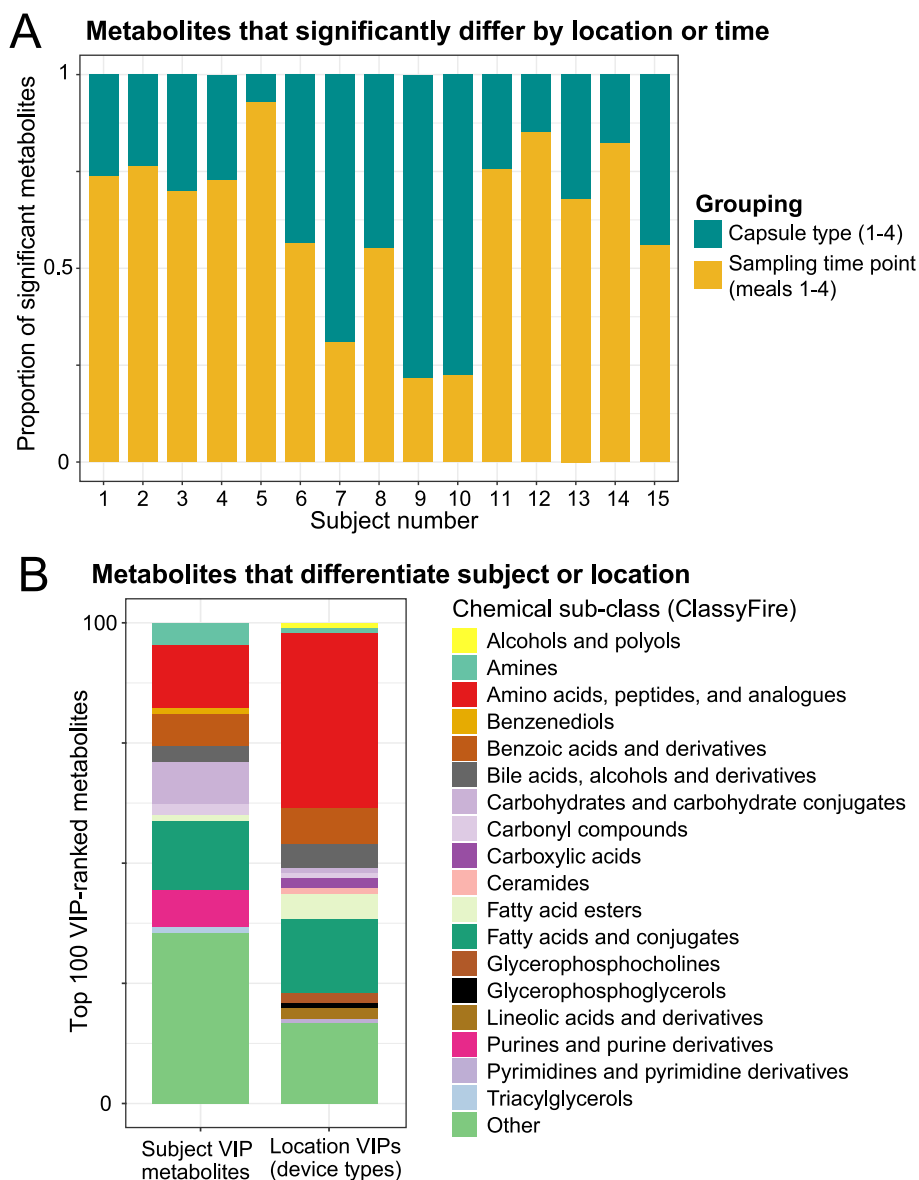 A
Metabolites that significantly differ by location or time
Proportion of significant metabolites
1
0.5
0
1 2 3 4 5 6 7 8 9 10 11 12 13 14 15
Subject number
Grouping
Capsule type (1-4)
Sampling time point
(meals 1-4)
B
Metabolites that differentiate subject or location
Top 100 VIP-ranked metabolites
100
0
Subject VIP
metabolites
Location VIPs
(device types)
Chemical sub-class (ClassyFire)
Alcohols and polyols
Amines
Amino acids, peptides, and analogues
Benzenediols
Benzoic acids and derivatives
Bile acids, alcohols and derivatives
Carbohydrates and carbohydrate conjugates
Carbonyl compounds
Carboxylic acids
Ceramides
Fatty acid esters
Fatty acids and conjugates
Glycerophosphocholines
Glycerophosphoglycerols
Lineolic acids and derivatives
Purines and purine derivatives
Pyrimidines and pyrimidine derivatives
Triacylglycerols
Other